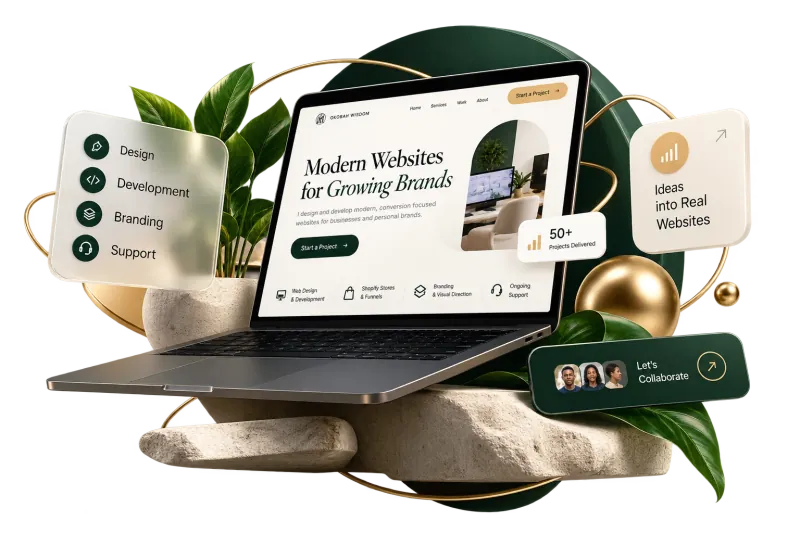 Design
Development
Branding
Support
OKOBAH WISDOM
Home Services Work About
Start a Project
Modern Websites
for Growing Brands
I design and develop modern, conversion focused
websites for businesses and personal brands.
Start a Project
50+
Projects Delivered
Web Design
& Development
Shopify Stores
& Funnels
Branding
& Visual Direction
Ongoing
Support
Ideas
into Real
Websites
Let's
Collaborate